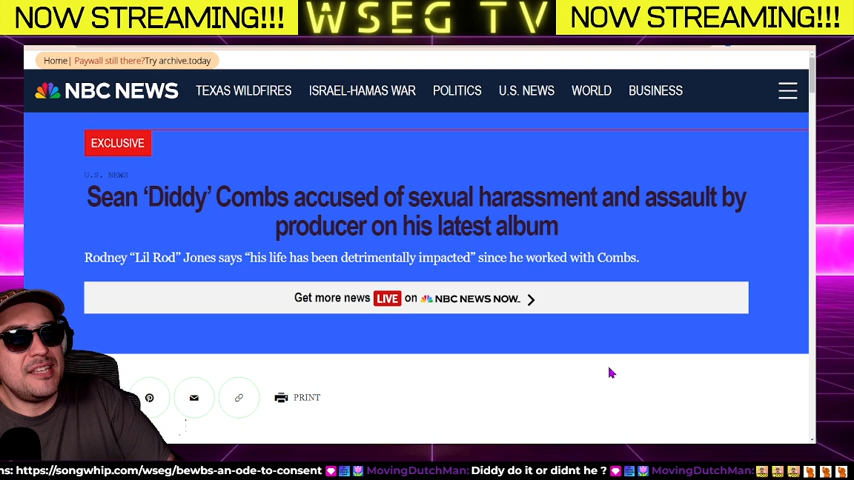 NOW STREAMING!!! WSEG TV NOW STREAMING!!!
Home| Paywall still there?Try archive.today
NBC NEWS TEXAS WILDFIRES ISRAEL-HAMAS WAR POLITICS U.S. NEWS WORLD BUSINESS
EXCLUSIVE
U.S. NEWS
Sean ‘Diddy’ Combs accused of sexual harassment and assault by
producer on his latest album
Rodney “Lil Rod” Jones says “his life has been detrimentally impacted” since he worked with Combs.
Get more news LIVE on NBC NEWS NOW.
PRINT
ns: https://songwhip.com/wseg/bewbs-an-ode-to-consent MovingDutchMan: Diddy do it or didnt he ? MovingDutchMan: